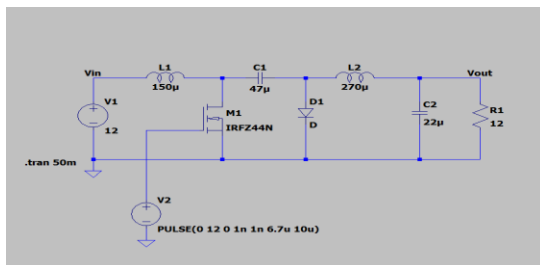 L1
C1
L2
Vin
Vout
150µ
47µ
270µ
V1
M1
D1
C2
R1
12
IRFZ44N
D
22µ
12
.tran 50m
V2
PULSE(0 12 0 1n 1n 6.7u 10u)